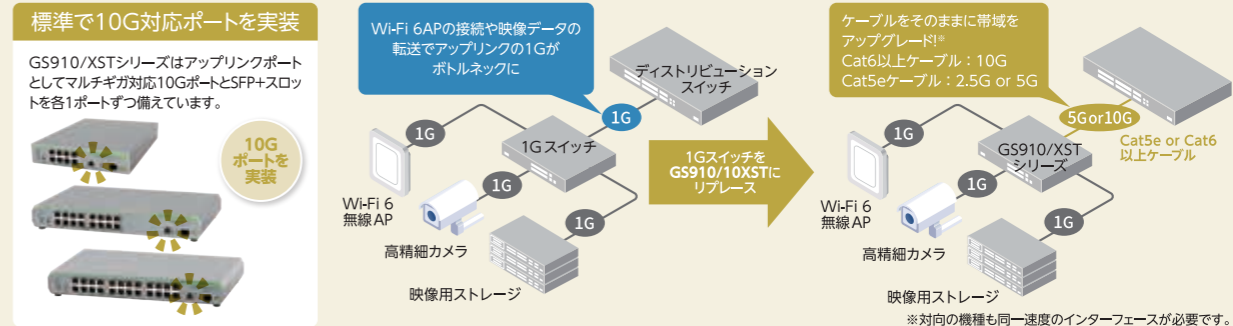 標準で10G対応ポートを実装
GS910/XSTシリーズはアップリンクポート
としてマルチギガ対応10GポートとSFP+スロッ
トを各1ポートずつ備えています。
10G
ポートを
実装
Wi-Fi 6APの接続や映像データの
転送でアップリンクの1Gが
ボトルネックに
ディストリビューション
スイッチ
1G
1G
1G スイッチ
1G
1G
Wi-Fi 6
無線AP
高精細カメラ
映像用ストレージ
1Gスイッチを
GS910/10XSTに
リプレース
ケーブルをそのままに帯域を
アップグレード!※
Cat6以上ケーブル：10G
Cat5eケーブル：2.5G or 5G
5Gor10G
Cat5e or Cat6
以上ケーブル
1G
GS910/XST
シリーズ
1G
1G
Wi-Fi 6
無線AP
高精細カメラ
映像用ストレージ
※対向の機種も同一速度のインターフェースが必要です。